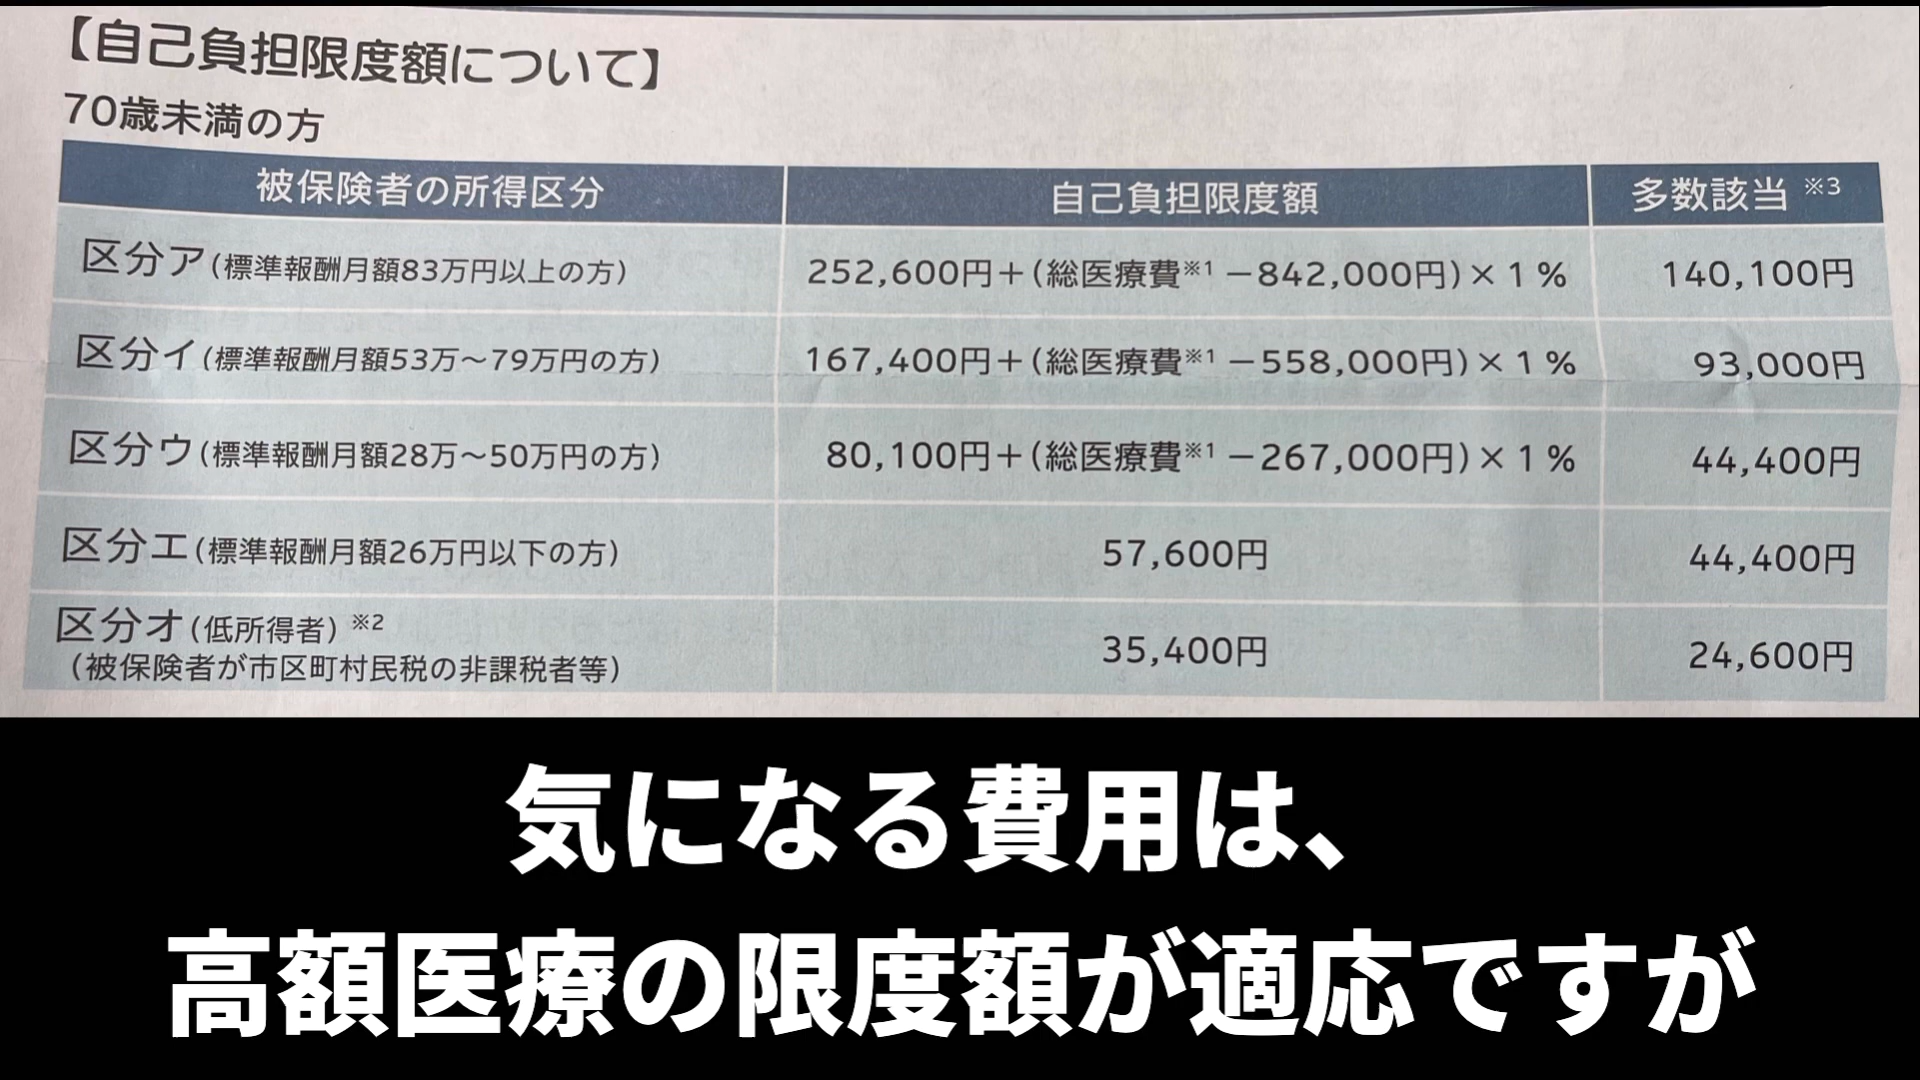 【自己負担限度額について】
70歳未満の方
被保険者の所得区分 自己負担限度額 多数該当 ※3
区分ア(標準報酬月額83万円以上の方) 252,600円＋(総医療費※1－842,000円)×1％ 140,100円
区分イ(標準報酬月額53万～79万円の方) 167,400円＋(総医療費※1－558,000円)×1％ 93,000円
区分ウ(標準報酬月額28万～50万円の方) 80,100円＋(総医療費※1－267,000円)×1％ 44,400円
区分エ(標準報酬月額26万円以下の方) 57,600円 44,400円
区分オ(低所得者)※2
(被保険者が市区町村民税の非課税者等) 35,400円 24,600円
気になる費用は、
高額医療の限度額が適応ですが